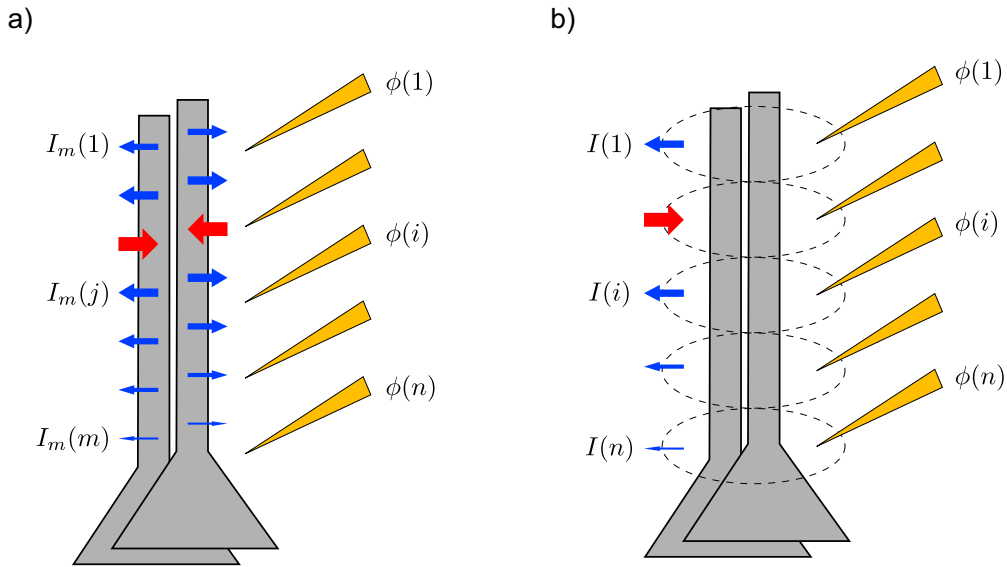 a)
b)
ϕ(1)
I_m(1)
ϕ(i)
I_m(j)
ϕ(n)
I_m(m)
ϕ(1)
I(1)
ϕ(i)
I(i)
ϕ(n)
I(n)